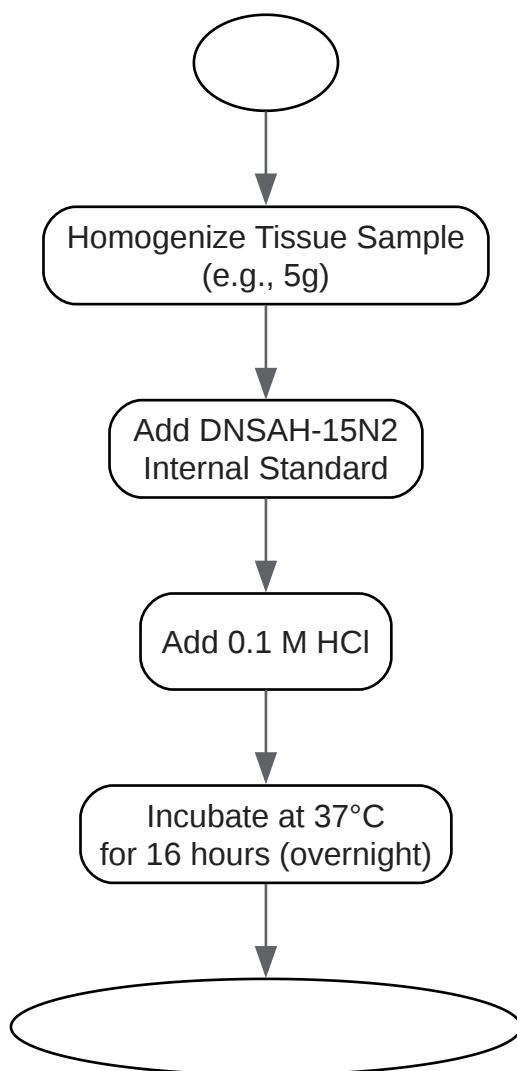 Homogenize Tissue Sample
(e.g., 5g)
Add DNSAH-15N2
Internal Standard
Add 0.1 M HCl
Incubate at 37°C
for 16 hours (overnight)